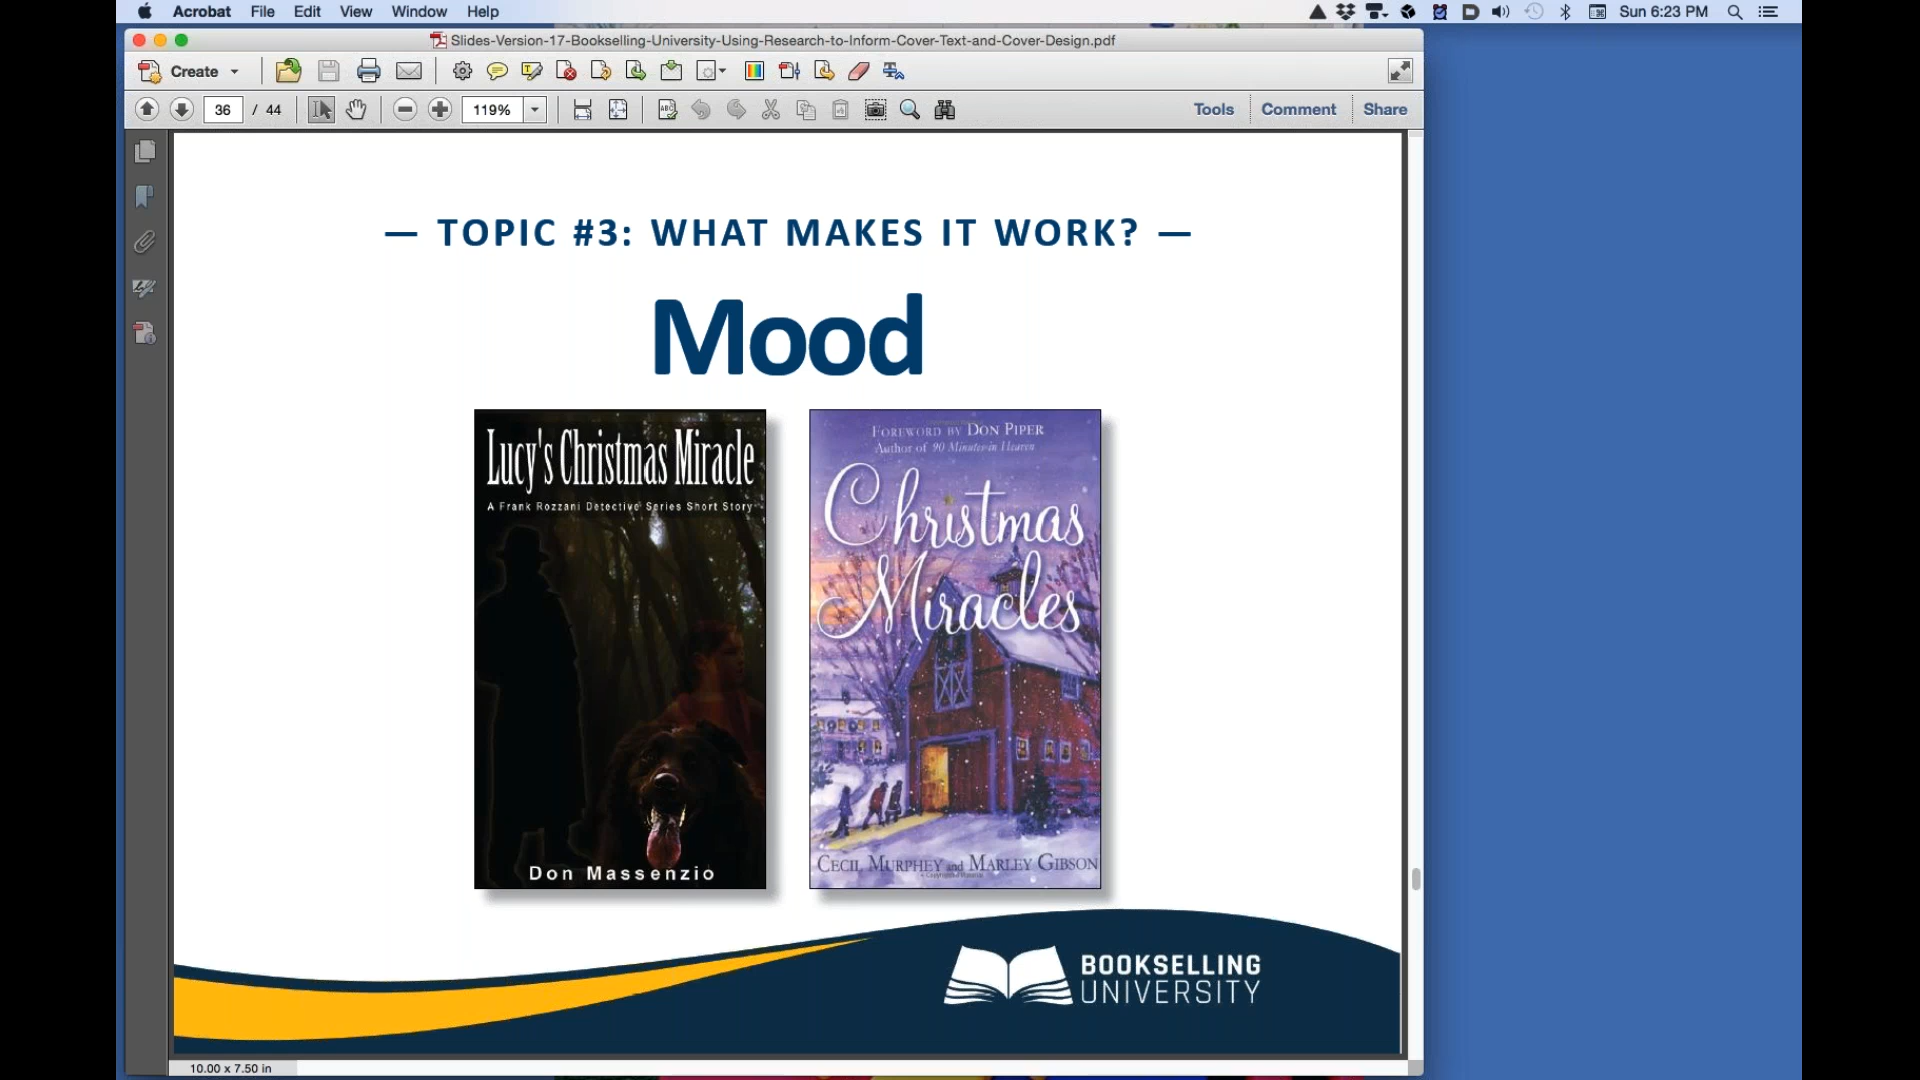 Acrobat File Edit View Window Help
Sun 6:23 PM
Slides-Version-17-Bookselling-University-Using-Research-to-Inform-Cover-Text-and-Cover-Design.pdf
Create
36 / 44
119%
Tools Comment Share
— TOPIC #3: WHAT MAKES IT WORK? —
Mood
Lucy's Christmas Miracle
A Frank Rozzani Detective Series Short Story
Don Massenzio
FOREWORD BY DON PIPER
Author of 90 Minutes in Heaven
Christmas
Miracles
CECIL MURPHEY and MARLEY GIBSON
BOOKSELLING
UNIVERSITY
10.00 x 7.50 in